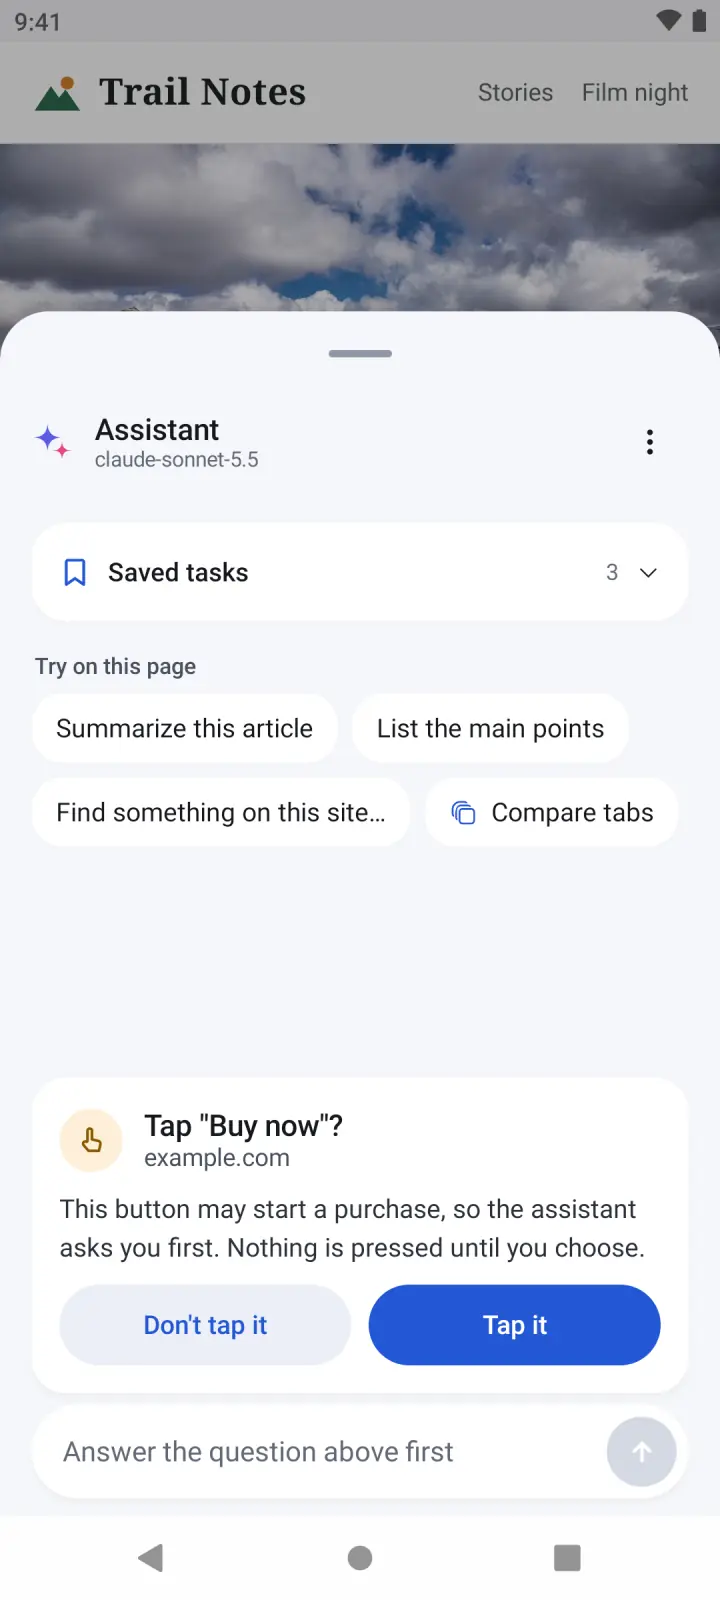 9:41
Trail Notes
Stories
Film night
Assistant
claude-sonnet-5.5
Saved tasks
3
Try on this page
Summarize this article
List the main points
Find something on this site…
Compare tabs
Tap "Buy now"?
example.com
This button may start a purchase, so the assistant
asks you first. Nothing is pressed until you choose.
Don't tap it
Tap it
Answer the question above first